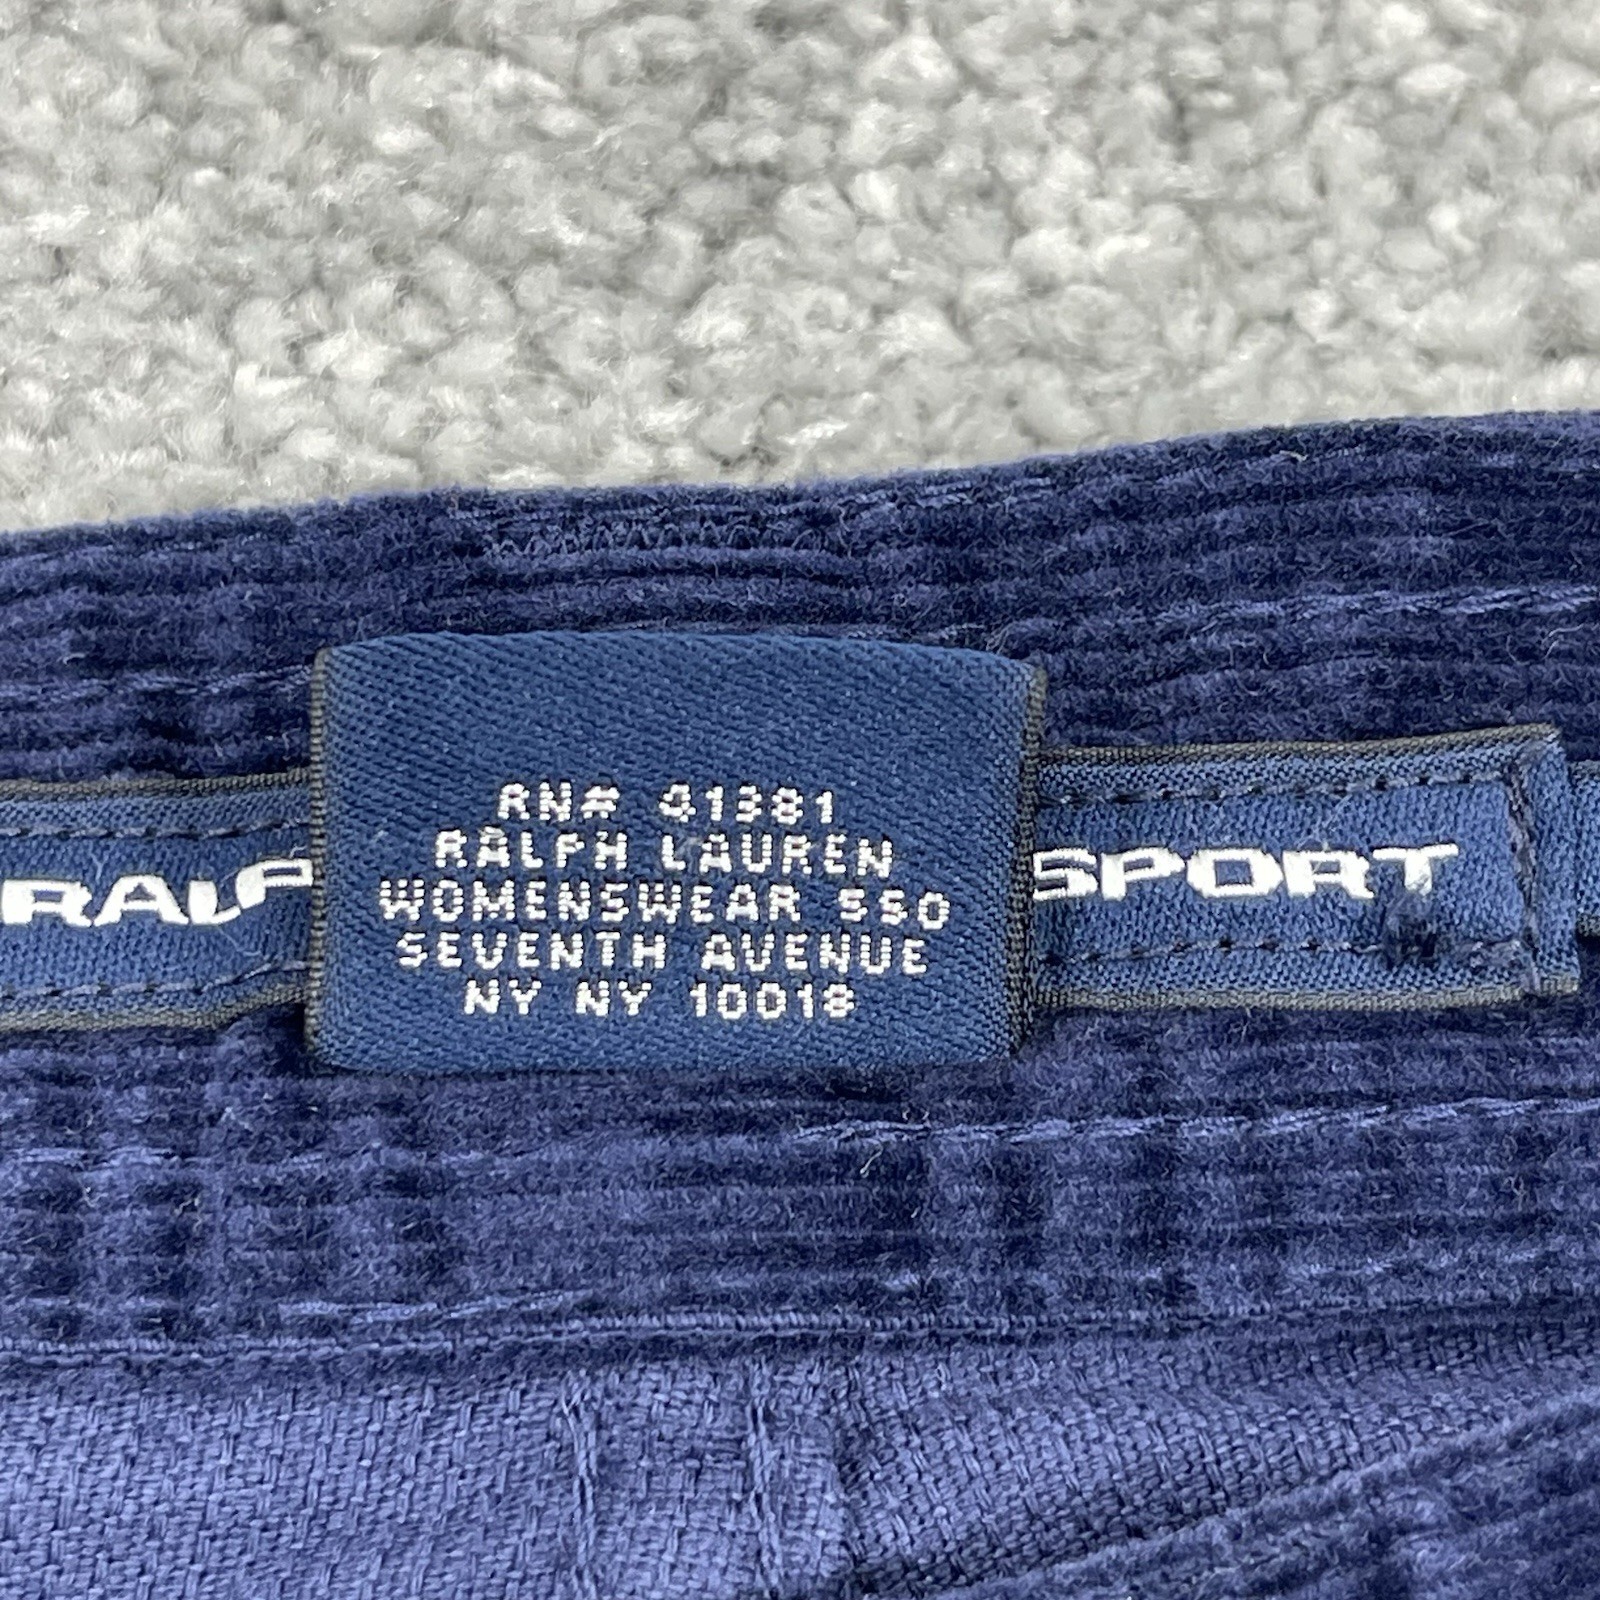 RN# 41381
RALPH LAUREN
WOMENSWEAR 550
SEVENTH AVENUE
NY NY 10018
RALP
SPORT